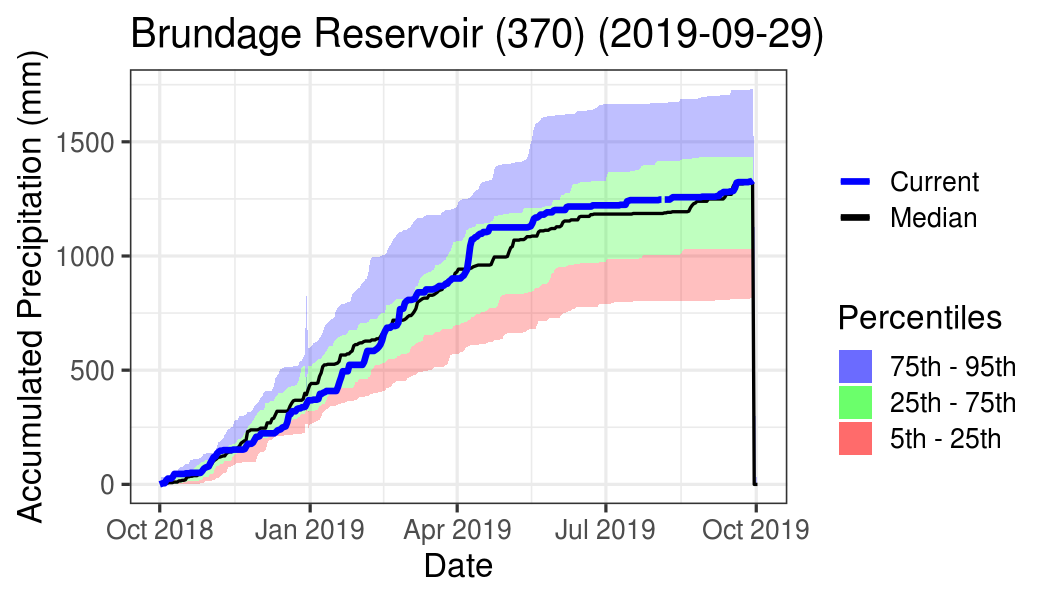 Brundage Reservoir (370) (2019-09-29)
Accumulated Precipitation (mm)
1500
1000
500
0
Oct 2018
Jan 2019
Apr 2019
Jul 2019
Oct 2019
Date
Current
Median
Percentiles
75th - 95th
25th - 75th
5th - 25th